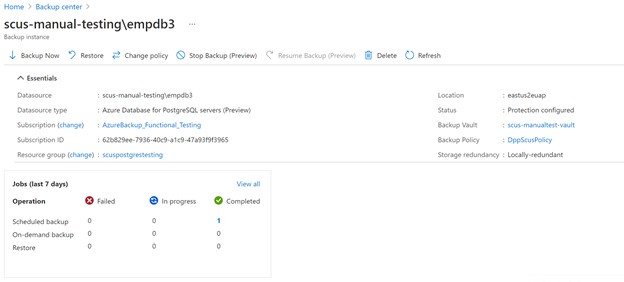 Home > Backup center >
scus-manual-testing\empdb3 ...
Backup instance
Backup Now Restore Change policy Stop Backup (Preview) Resume Backup (Preview) Delete Refresh
Essentials
Datasource : scus-manual-testing\empdb3 Location : eastus2euap
Datasource type : Azure Database for PostgreSQL servers (Preview) Status : Protection configured
Subscription (change) : AzureBackup_Functional_Testing Backup Vault : scus-manualtest-vault
Subscription ID : 62b829ee-7936-40c9-a1c9-47a93f9f3965 Backup Policy : DppScusPolicy
Resource group (change) : scuspostgrestesting Storage redundancy : Locally-redundant
Jobs (last 7 days) View all
Operation Failed In progress Completed
Scheduled backup 0 0 1
On-demand backup 0 0 0
Restore 0 0 0